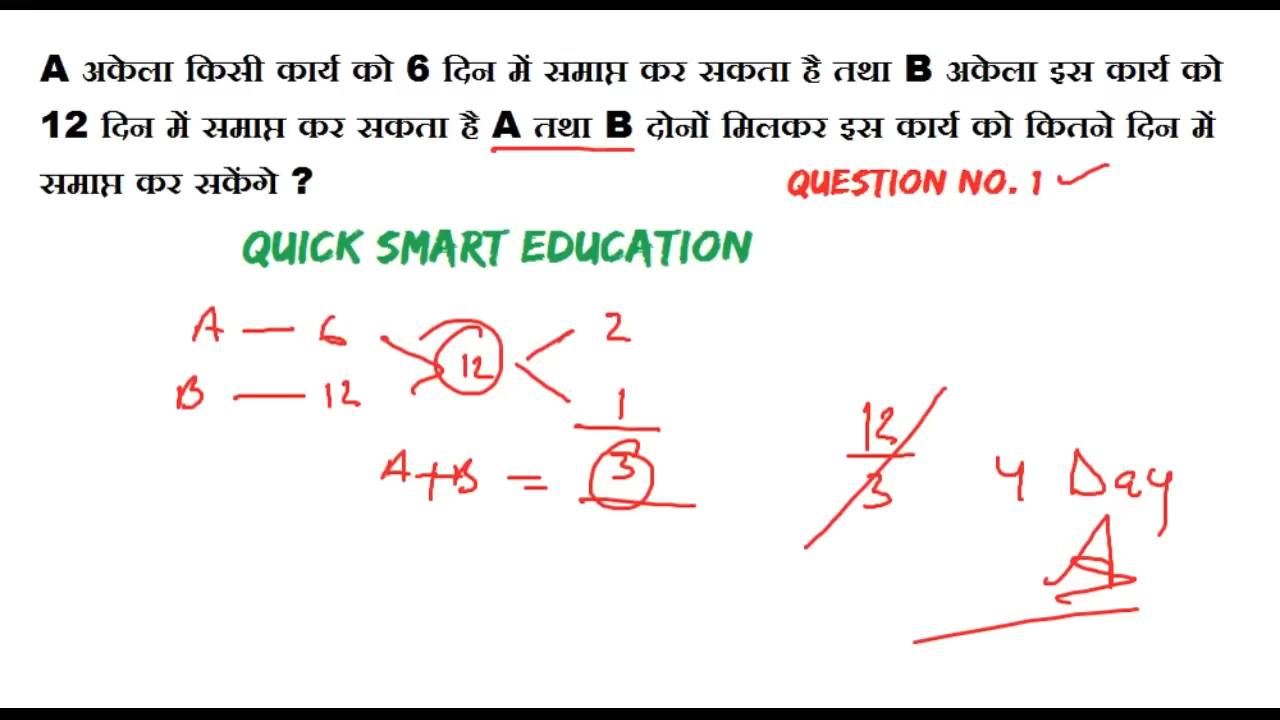 A अकेला किसी कार्य को 6 दिन में समाप्त कर सकता है तथा B अकेला इस कार्य को
12 दिन में समाप्त कर सकता है A तथा B दोनों मिलकर इस कार्य को कितने दिन में
समाप्त कर सकेंगे ?
QUESTION NO. 1
QUICK SMART EDUCATION
A — 6
12
2
B — 12
1
A+B = 3
12
3
4 Day
A